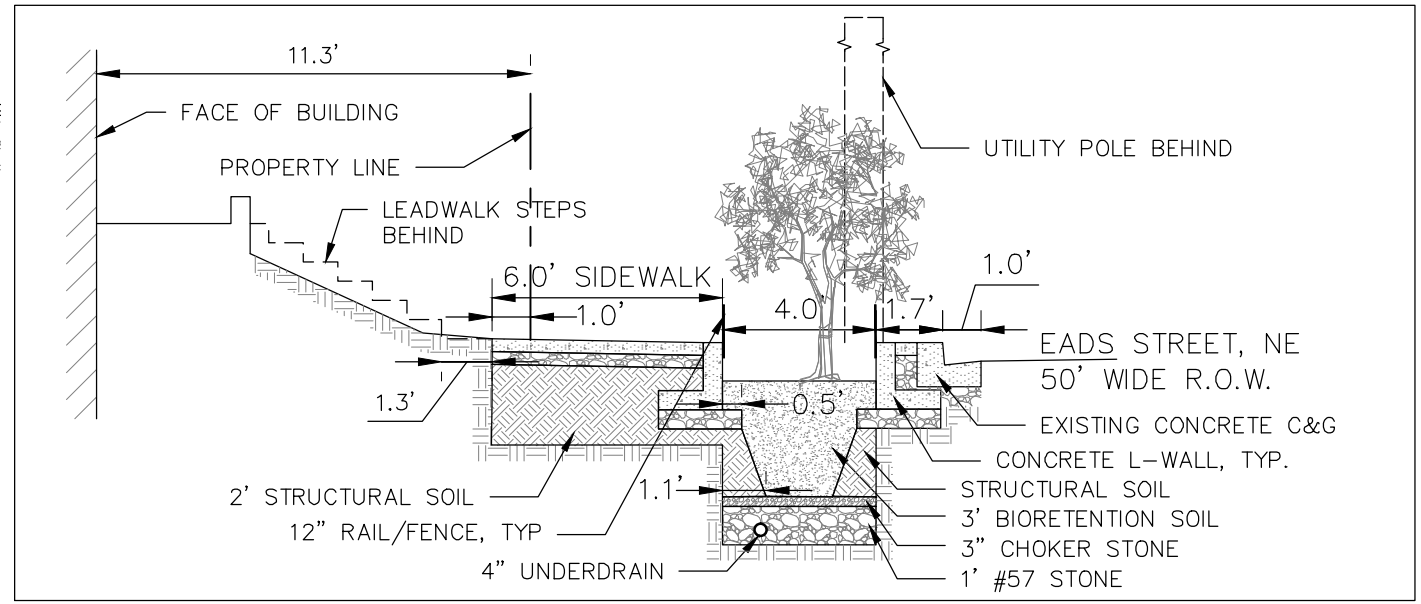 11.3'
FACE OF BUILDING
PROPERTY LINE
UTILITY POLE BEHIND
LEADWALK STEPS
BEHIND
6.0' SIDEWALK
1.0'
1.0'
4.0'
1.7'
EADS STREET, NE
50' WIDE R.O.W.
1.3'
0.5'
EXISTING CONCRETE C&G
CONCRETE L-WALL, TYP.
2' STRUCTURAL SOIL
1.1'
STRUCTURAL SOIL
12" RAIL/FENCE, TYP
3' BIORETENTION SOIL
3" CHOKER STONE
4" UNDERDRAIN
1' #57 STONE